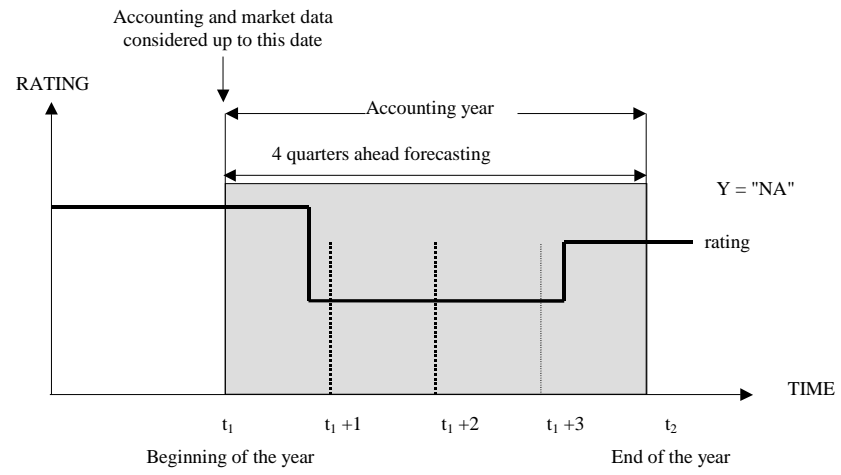 Accounting and market data
considered up to this date
RATING
Accounting year
4 quarters ahead forecasting
Y = "NA"
rating
TIME
t₁ t₁ +1 t₁ +2 t₁ +3 t₂
Beginning of the year End of the year